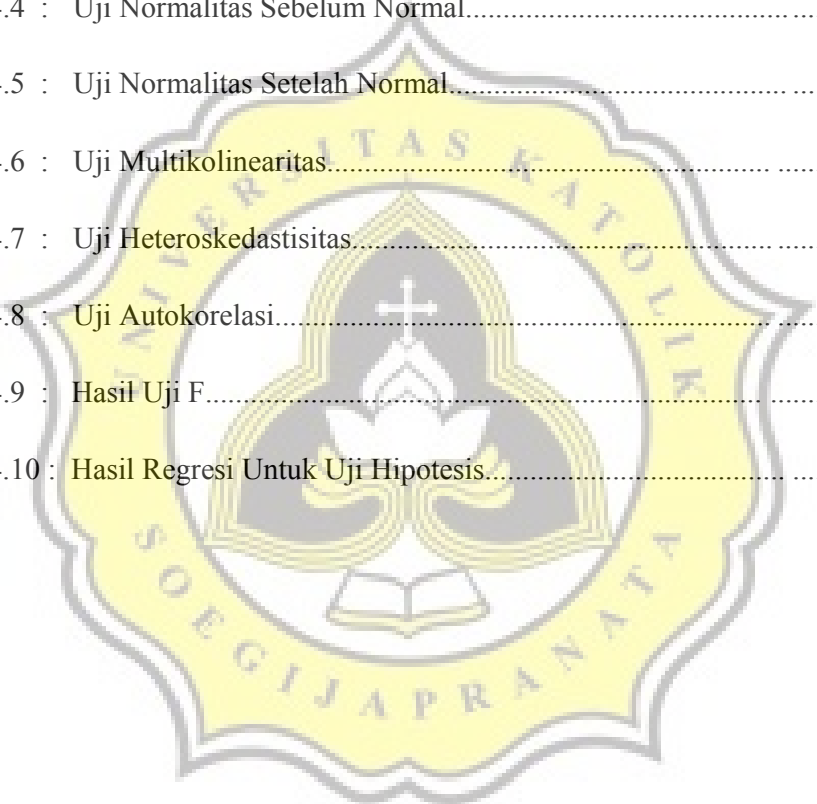 .4 : Uji Normalitas Sebelum Normal.......................................... ...
.5 : Uji Normalitas Setelah Normal............................................ ...
.6 : Uji Multikolinearitas.......................................................... .....
.7 : Uji Heteroskedastisitas....................................................... .....
.8 : Uji Autokorelasi................................................................. .....
.9 : Hasil Uji F.......................................................................... ......
.10 : Hasil Regresi Untuk Uji Hipotesis....................................... ...
UNIVERSITAS KATOLIK
SOEGIJAPRANATA